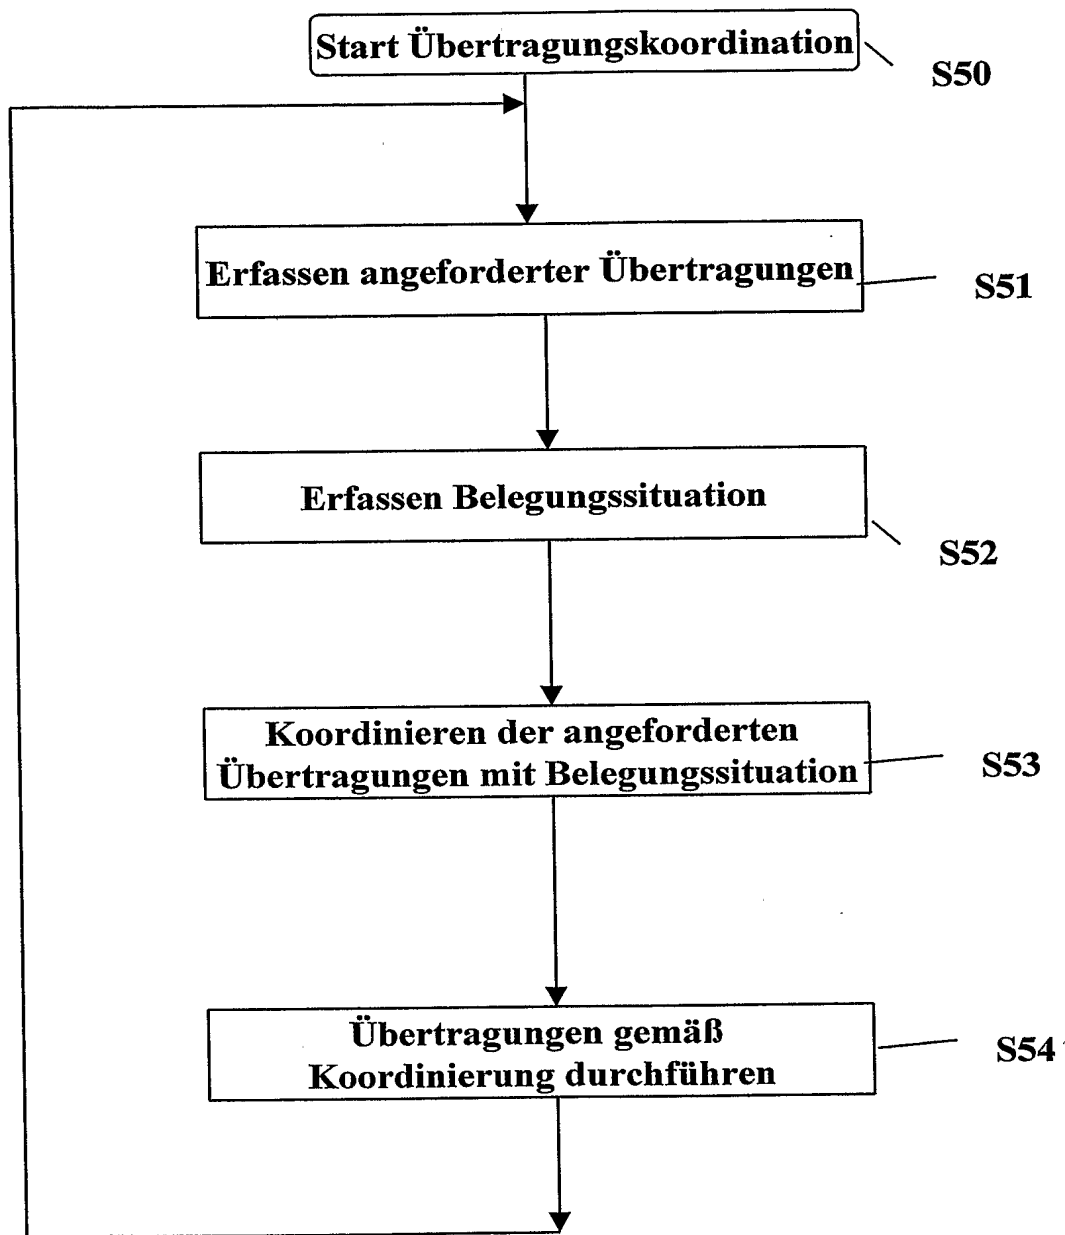 Start Übertragungskoordination
S50
Erfassen angeforderter Übertragungen
S51
Erfassen Belegungssituation
S52
Koordinieren der angeforderten
Übertragungen mit Belegungssituation
S53
Übertragungen gemäß
Koordinierung durchführen
S54